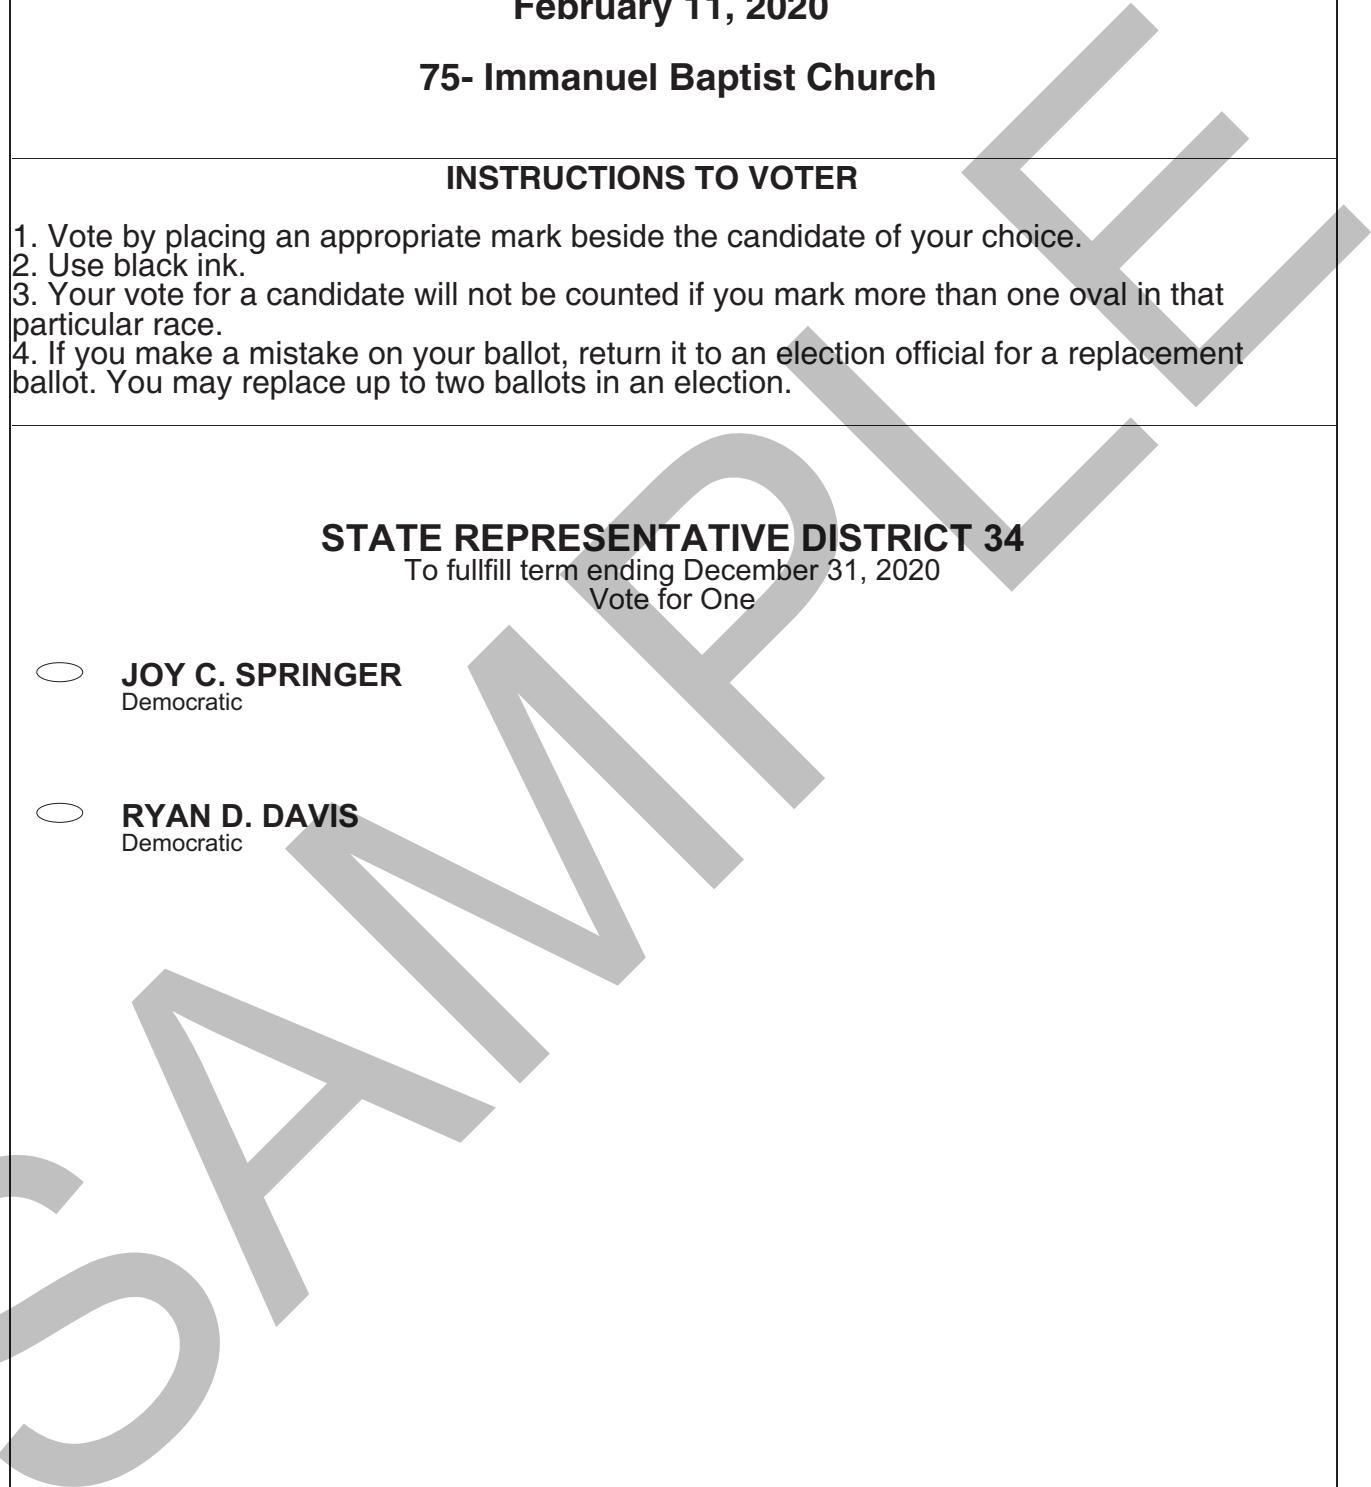 February 11, 2020
75- Immanuel Baptist Church
INSTRUCTIONS TO VOTER
1. Vote by placing an appropriate mark beside the candidate of your choice.
2. Use black ink.
3. Your vote for a candidate will not be counted if you mark more than one oval in that
particular race.
4. If you make a mistake on your ballot, return it to an election official for a replacement
ballot. You may replace up to two ballots in an election.
STATE REPRESENTATIVE DISTRICT 34
To fullfill term ending December 31, 2020
Vote for One
JOY C. SPRINGER
Democratic
RYAN D. DAVIS
Democratic
SAMPLE